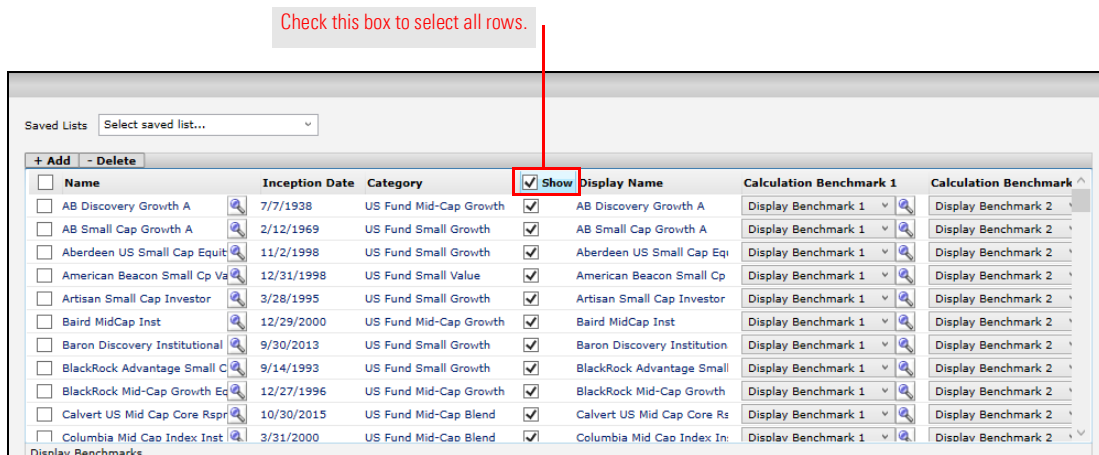 Check this box to select all rows.
Saved Lists Select saved list...
+ Add - Delete
Name Inception Date Category Show Display Name Calculation Benchmark 1 Calculation Benchmark
AB Discovery Growth A 7/7/1938 US Fund Mid-Cap Growth AB Discovery Growth A Display Benchmark 1 Display Benchmark 2
AB Small Cap Growth A 2/12/1969 US Fund Small Growth AB Small Cap Growth A Display Benchmark 1 Display Benchmark 2
Aberdeen US Small Cap Equit 11/2/1998 US Fund Small Growth Aberdeen US Small Cap Equ Display Benchmark 1 Display Benchmark 2
American Beacon Small Cp Va 12/31/1998 US Fund Small Value American Beacon Small Cp Display Benchmark 1 Display Benchmark 2
Artisan Small Cap Investor 3/28/1995 US Fund Small Growth Artisan Small Cap Investor Display Benchmark 1 Display Benchmark 2
Baird MidCap Inst 12/29/2000 US Fund Mid-Cap Growth Baird MidCap Inst Display Benchmark 1 Display Benchmark 2
Baron Discovery Institutional 9/30/2013 US Fund Small Growth Baron Discovery Institution Display Benchmark 1 Display Benchmark 2
BlackRock Advantage Small C 9/14/1993 US Fund Small Growth BlackRock Advantage Small Display Benchmark 1 Display Benchmark 2
BlackRock Mid-Cap Growth Eq 12/27/1996 US Fund Mid-Cap Growth BlackRock Mid-Cap Growth Display Benchmark 1 Display Benchmark 2
Calvert US Mid Cap Core Rspn 10/30/2015 US Fund Mid-Cap Blend Calvert US Mid Cap Core Rs Display Benchmark 1 Display Benchmark 2
Columbia Mid Cap Index Inst 3/31/2000 US Fund Mid-Cap Blend Columbia Mid Cap Index In Display Benchmark 1 Display Benchmark 2
Display Benchmarks